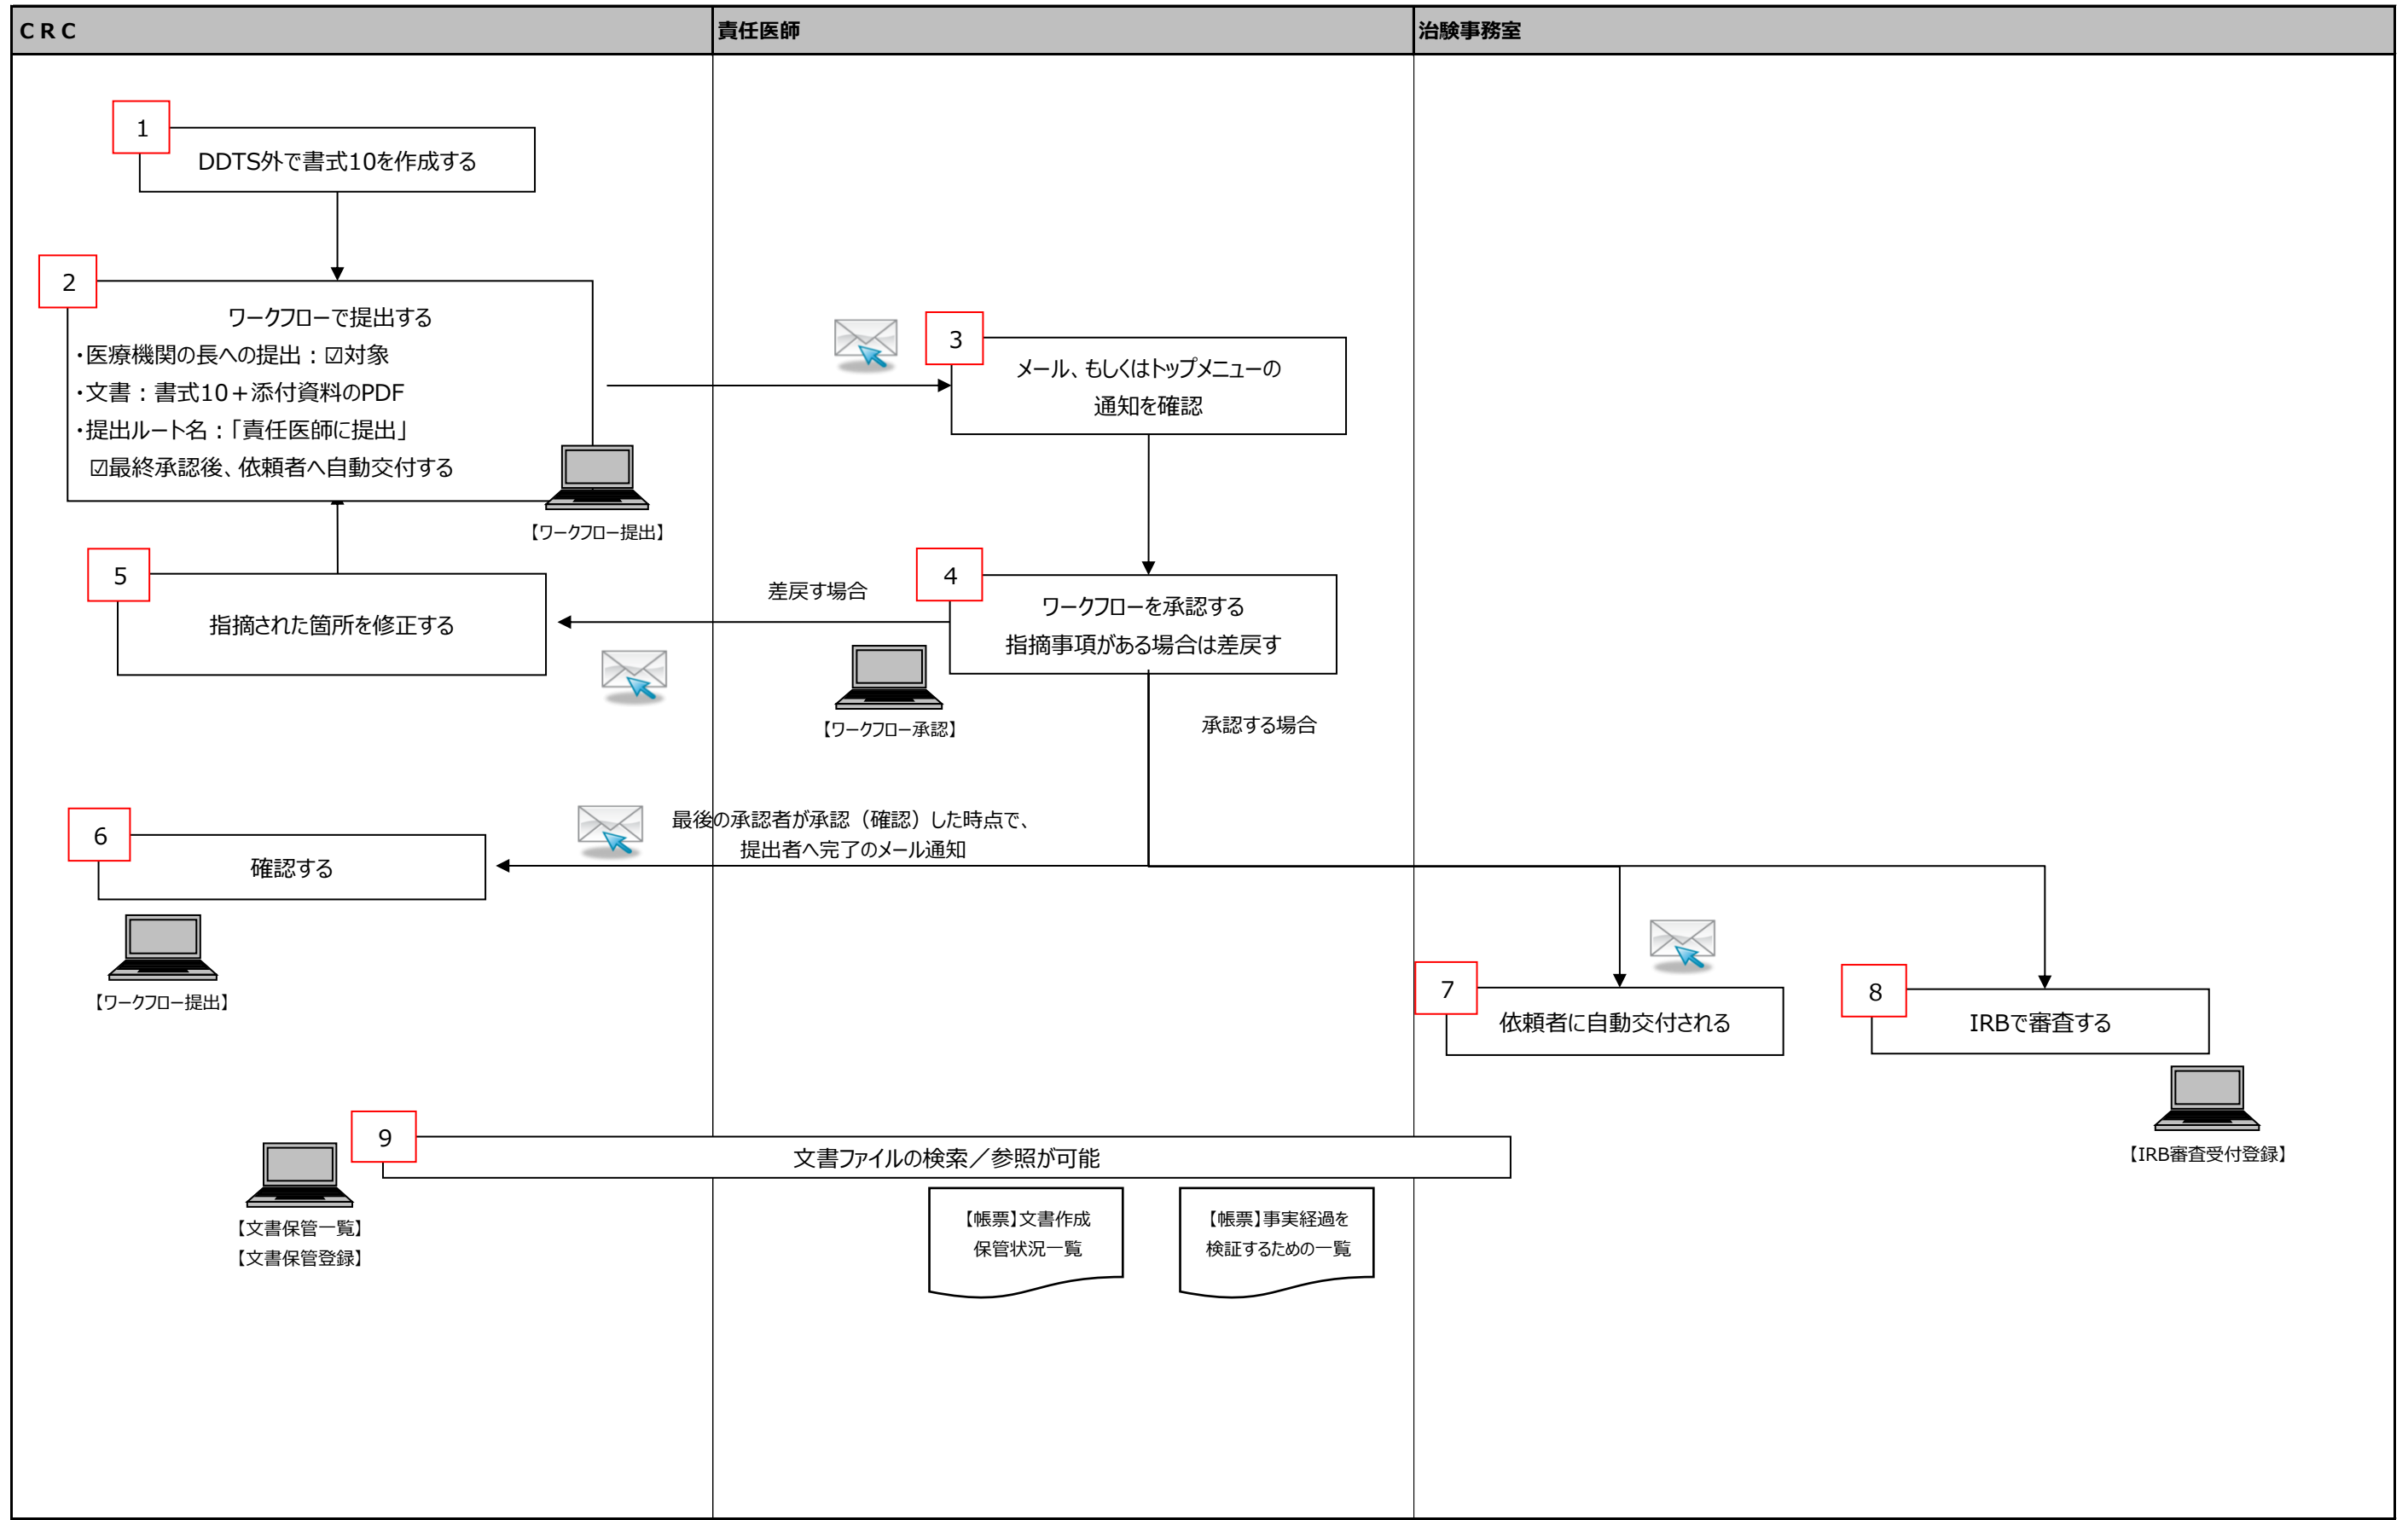 ＣＲＣ
責任医師
治験事務室
1
DDTS外で書式10を作成する
2
ワークフローで提出する
・医療機関の長への提出：☑対象
・文書：書式10＋添付資料のPDF
・提出ルート名：「責任医師に提出」
☑最終承認後、依頼者へ自動交付する
【ワークフロー提出】
3
メール、もしくはトップメニューの
通知を確認
4
ワークフローを承認する
指摘事項がある場合は差戻す
【ワークフロー承認】
差戻す場合
5
指摘された箇所を修正する
承認する場合
最後の承認者が承認（確認）した時点で、
提出者へ完了のメール通知
6
確認する
【ワークフロー提出】
7
依頼者に自動交付される
8
IRBで審査する
【IRB審査受付登録】
9
文書ファイルの検索／参照が可能
【文書保管一覧】
【文書保管登録】
【帳票】文書作成
保管状況一覧
【帳票】事実経過を
検証するための一覧